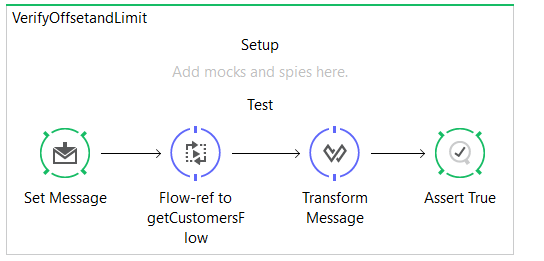 VerifyOffsetandLimit
Setup
Add mocks and spies here.
Test
Set Message
Flow-ref to
getCustomersF
low
Transform
Message
Assert True